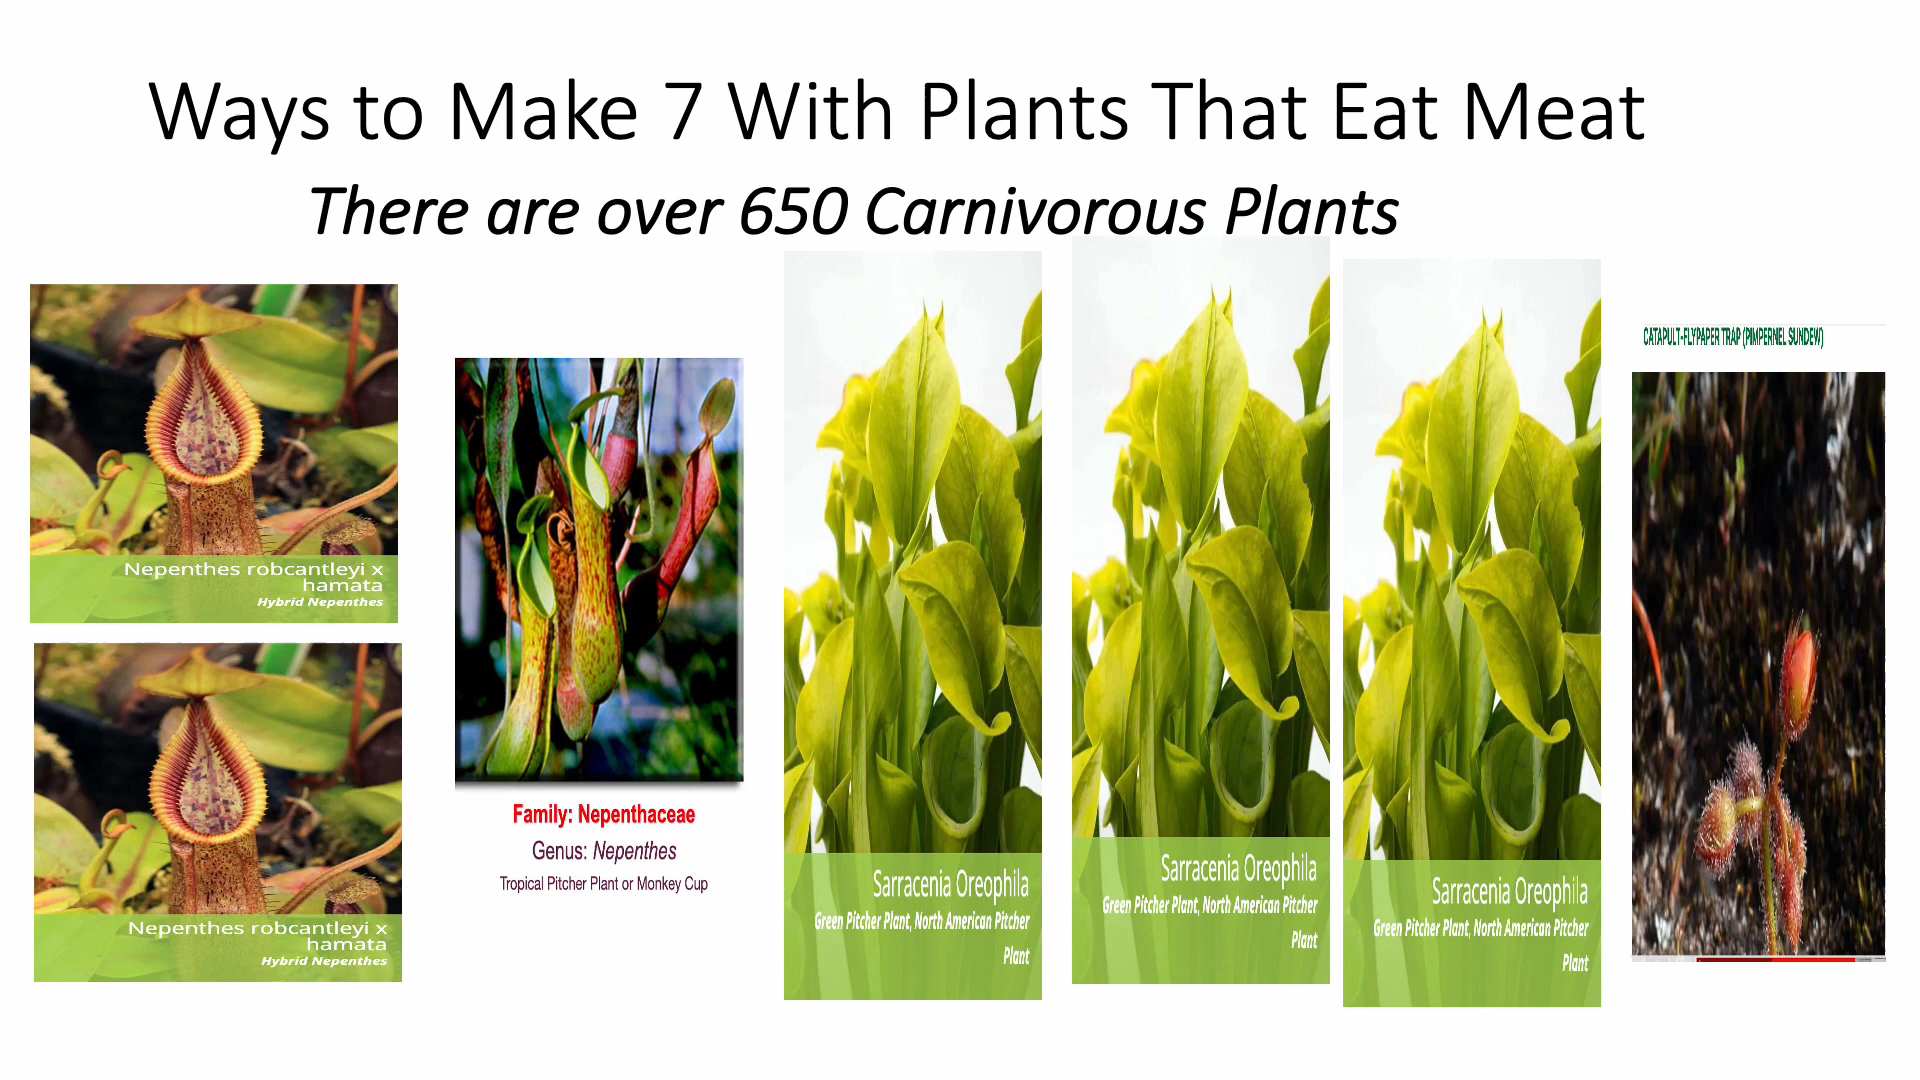 Ways to Make 7 With Plants That Eat Meat
There are over 650 Carnivorous Plants
Nepenthes robcantleyi x
hamata
Hybrid Nepenthes
Nepenthes robcantleyi x
hamata
Hybrid Nepenthes
Family: Nepenthaceae
Genus: Nepenthes
Tropical Pitcher Plant or Monkey Cup
Sarracenia Oreophila
Green Pitcher Plant, North American Pitcher
Plant
Sarracenia Oreophila
Green Pitcher Plant, North American Pitcher
Plant
Sarracenia Oreophila
Green Pitcher Plant, North American Pitcher
Plant
CATAPULT-FLYPAPER TRAP (PIMPERNEL SUNDEW)